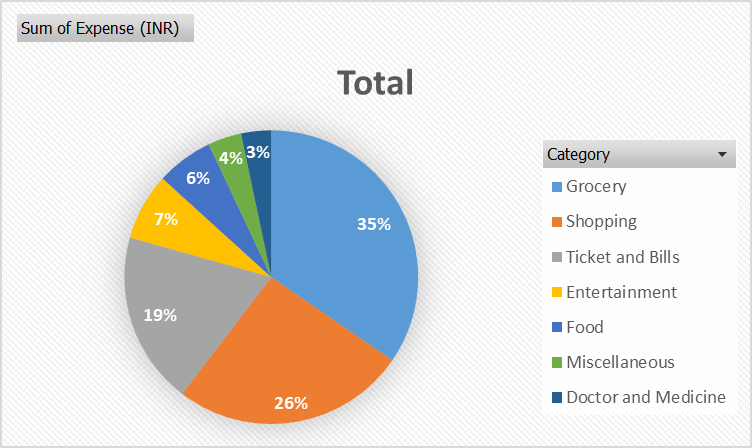 Sum of Expense (INR)
Total
3%
4%
6%
35%
7%
19%
26%
Category
Grocery
Shopping
Ticket and Bills
Entertainment
Food
Miscellaneous
Doctor and Medicine